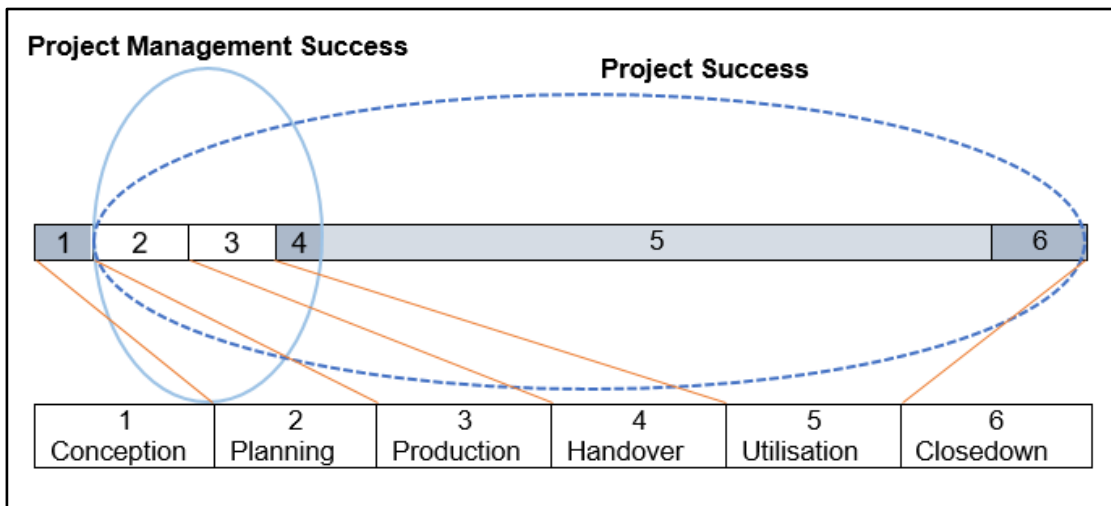 Project Management Success
Project Success
1 2 3 4 5 6
1 2 3 4 5 6
Conception Planning Production Handover Utilisation Closedown